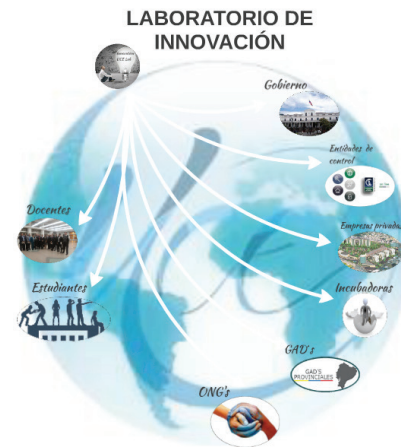 LABORATORIO DE
INNOVACIÓN
Gobierno
Entidades de
control
Docentes
Empresas privadas
Estudiantes
Incubadoras
GAD's
GAD'S
PROVINCIALES
ONG's